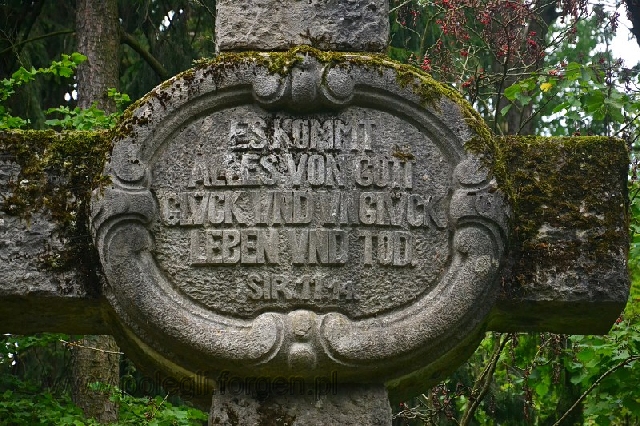 ES KOMMT
ALLES VON GOTT
GLVCK VND VNGLVCK
LEBEN VND TOD.
SIR. 11. 14.